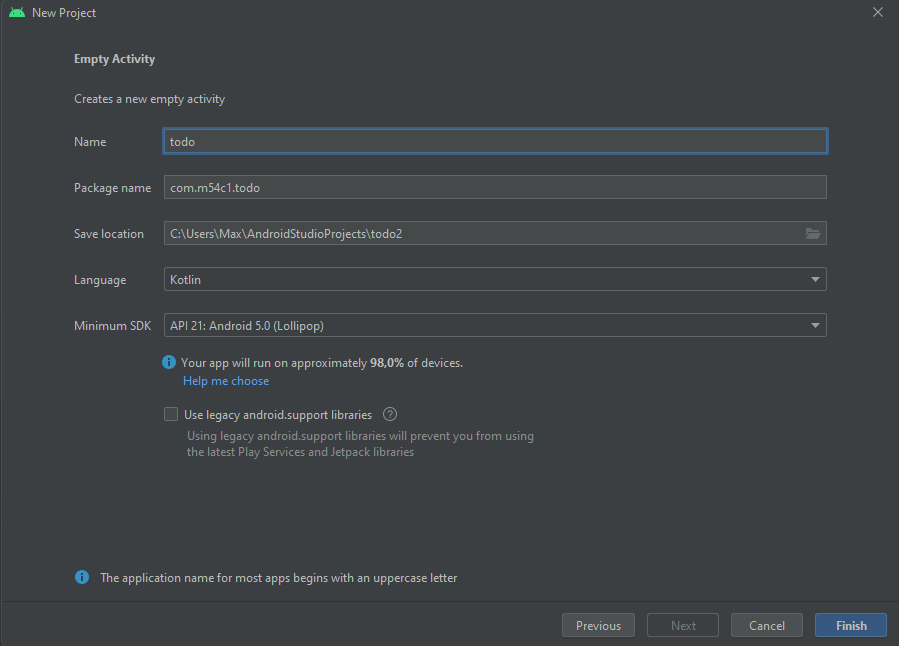 New Project
Empty Activity
Creates a new empty activity
Name todo
Package name com.m54c1.todo
Save location C:\Users\Max\AndroidStudioProjects\todo2
Language Kotlin
Minimum SDK API 21: Android 5.0 (Lollipop)
i Your app will run on approximately 98,0% of devices.
Help me choose
Use legacy android.support libraries ?
Using legacy android.support libraries will prevent you from using
the latest Play Services and Jetpack libraries
i The application name for most apps begins with an uppercase letter
Previous Next Cancel Finish